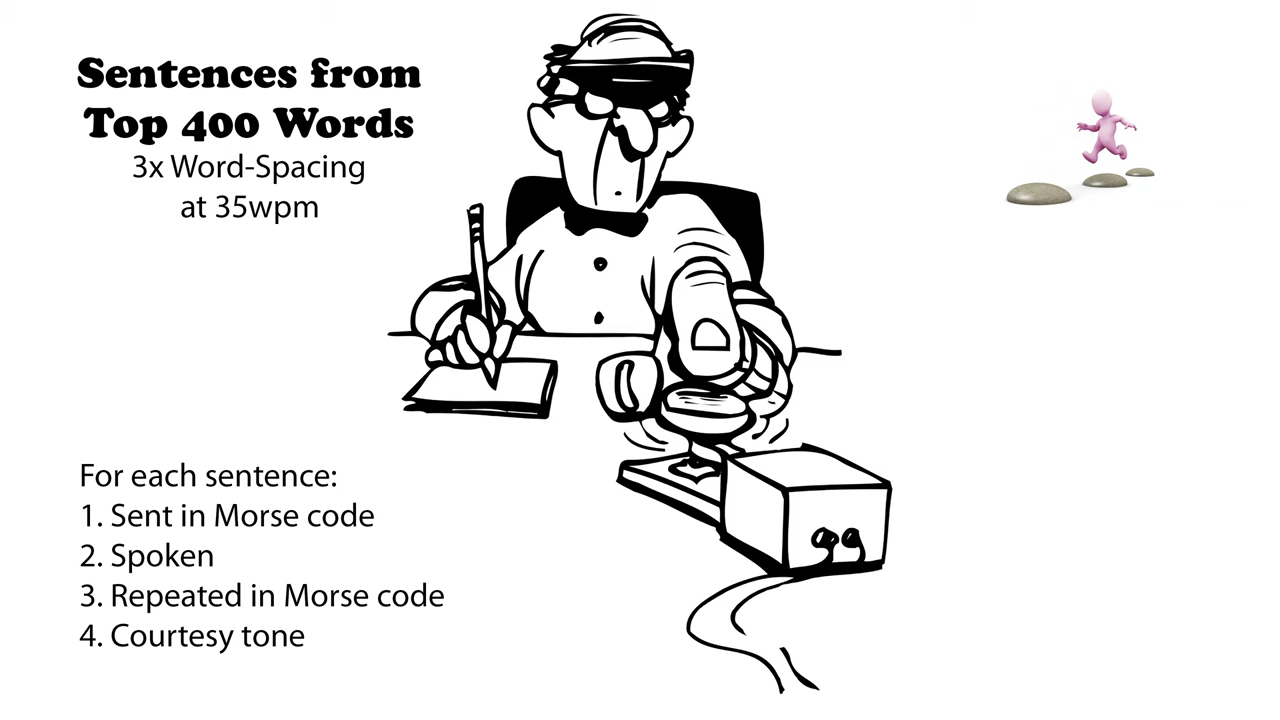 Sentences from
Top 400 Words
3x Word-Spacing
at 35wpm
For each sentence:
1. Sent in Morse code
2. Spoken
3. Repeated in Morse code
4. Courtesy tone